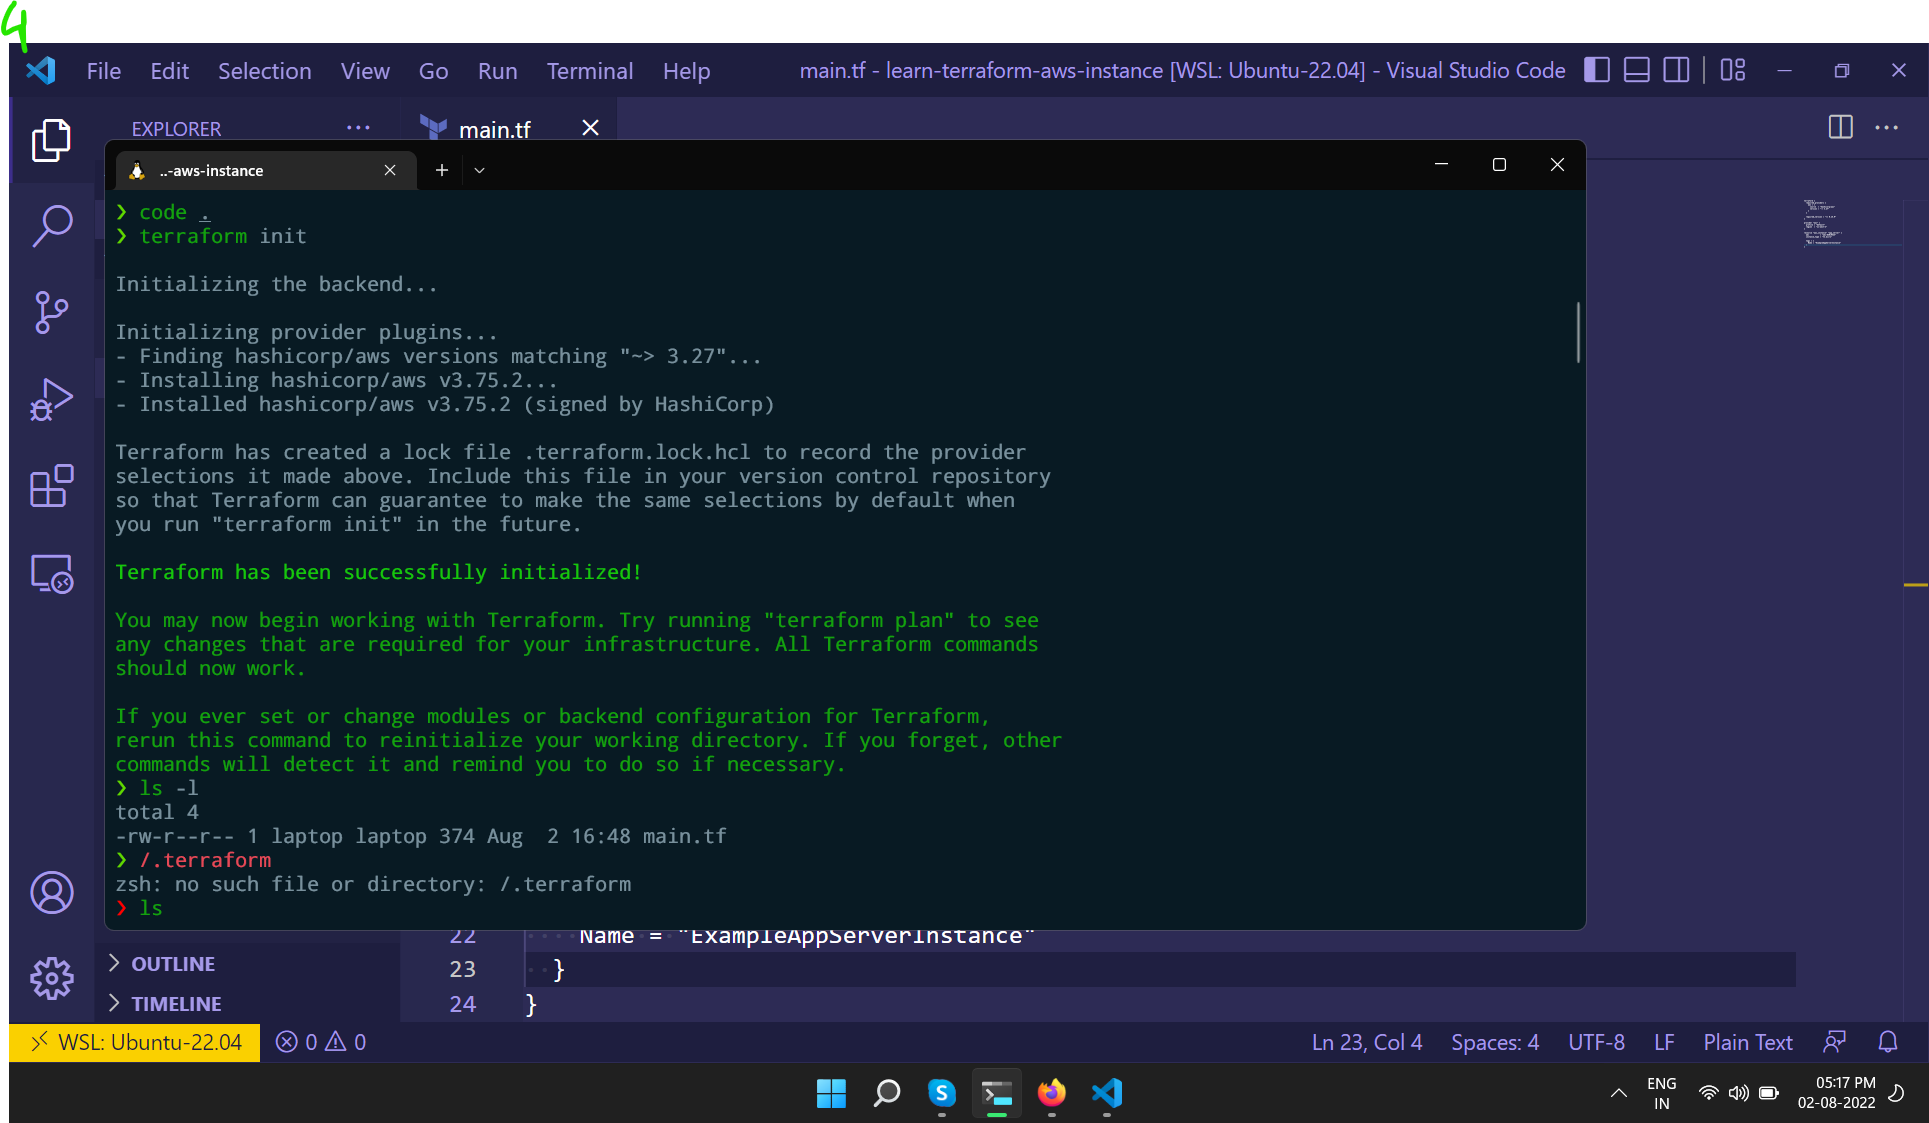 4
File Edit Selection View Go Run Terminal Help main.tf - learn-terraform-aws-instance [WSL: Ubuntu-22.04] - Visual Studio Code
EXPLORER ··· main.tf
..-aws-instance
❯ code .
❯ terraform init
Initializing the backend...
Initializing provider plugins...
- Finding hashicorp/aws versions matching "~> 3.27"...
- Installing hashicorp/aws v3.75.2...
- Installed hashicorp/aws v3.75.2 (signed by HashiCorp)
Terraform has created a lock file .terraform.lock.hcl to record the provider
selections it made above. Include this file in your version control repository
so that Terraform can guarantee to make the same selections by default when
you run "terraform init" in the future.
Terraform has been successfully initialized!
You may now begin working with Terraform. Try running "terraform plan" to see
any changes that are required for your infrastructure. All Terraform commands
should now work.
If you ever set or change modules or backend configuration for Terraform,
rerun this command to reinitialize your working directory. If you forget, other
commands will detect it and remind you to do so if necessary.
❯ ls -l
total 4
-rw-r--r-- 1 laptop laptop 374 Aug  2 16:48 main.tf
❯ /.terraform
zsh: no such file or directory: /.terraform
❯ ls
22 Name = "ExampleAppServerInstance"
23 }
24 }
OUTLINE
TIMELINE
WSL: Ubuntu-22.04 0 0 Ln 23, Col 4 Spaces: 4 UTF-8 LF Plain Text
ENG
IN
05:17 PM
02-08-2022